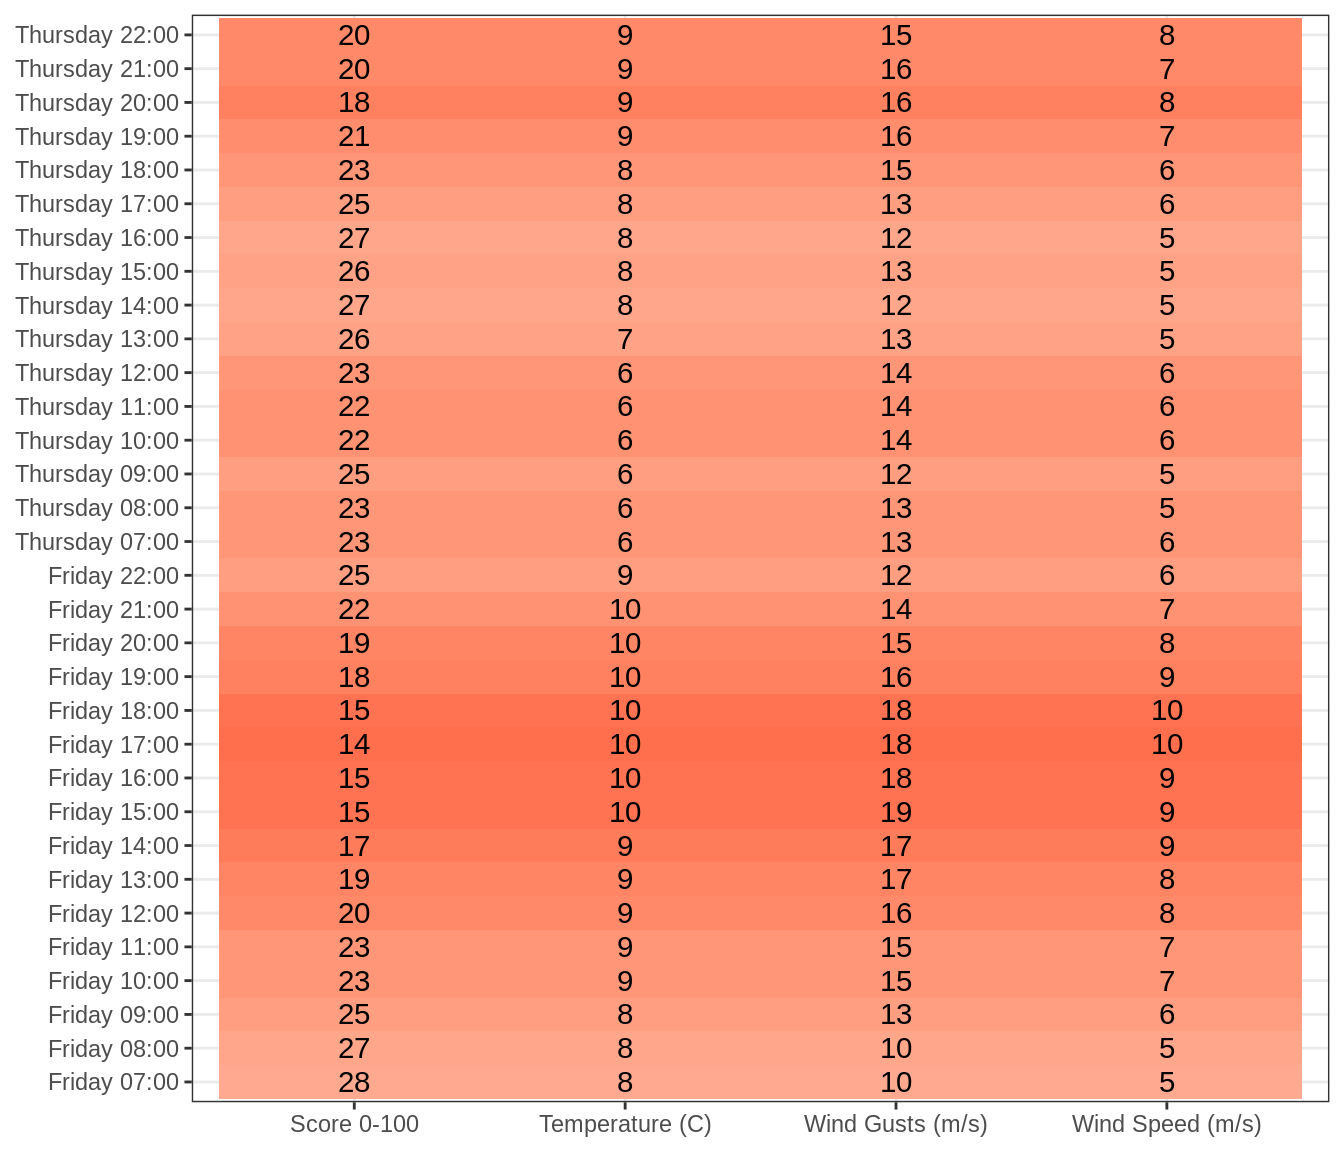 Thursday 22:00 20 9 15 8
Thursday 21:00 20 9 16 7
Thursday 20:00 18 9 16 8
Thursday 19:00 21 9 16 7
Thursday 18:00 23 8 15 6
Thursday 17:00 25 8 13 6
Thursday 16:00 27 8 12 5
Thursday 15:00 26 8 13 5
Thursday 14:00 27 8 12 5
Thursday 13:00 26 7 13 5
Thursday 12:00 23 6 14 6
Thursday 11:00 22 6 14 6
Thursday 10:00 22 6 14 6
Thursday 09:00 25 6 12 5
Thursday 08:00 23 6 13 5
Thursday 07:00 23 6 13 6
Friday 22:00 25 9 12 6
Friday 21:00 22 10 14 7
Friday 20:00 19 10 15 8
Friday 19:00 18 10 16 9
Friday 18:00 15 10 18 10
Friday 17:00 14 10 18 10
Friday 16:00 15 10 18 9
Friday 15:00 15 10 19 9
Friday 14:00 17 9 17 9
Friday 13:00 19 9 17 8
Friday 12:00 20 9 16 8
Friday 11:00 23 9 15 7
Friday 10:00 23 9 15 7
Friday 09:00 25 8 13 6
Friday 08:00 27 8 10 5
Friday 07:00 28 8 10 5
Score 0-100 Temperature (C) Wind Gusts (m/s) Wind Speed (m/s)